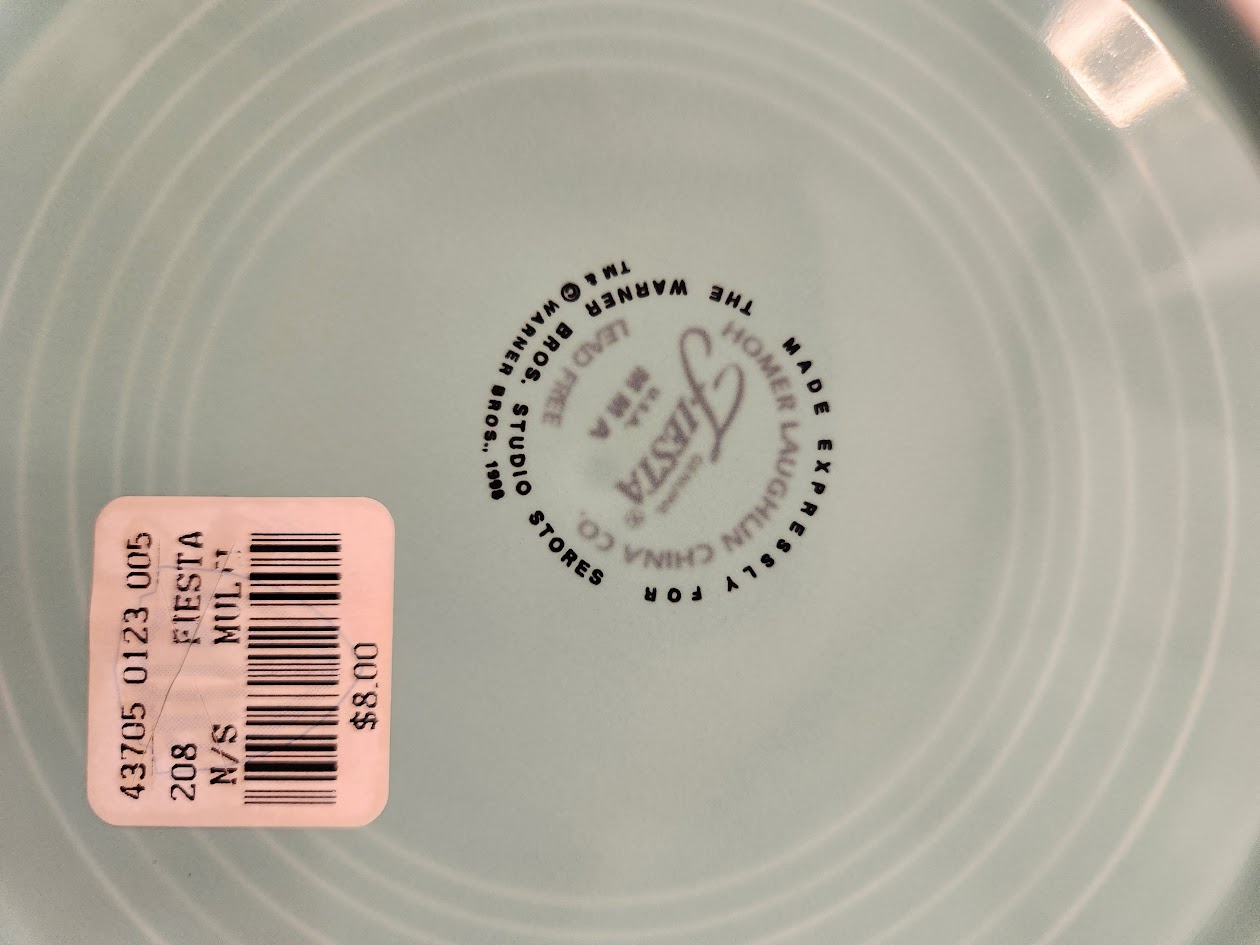 MADE EXPRESSLY FOR
THE WARNER BROS. STUDIO STORES
TM & © WARNER BROS., 1998
HOMER LAUGHLIN CHINA CO.
GENUINE
FIESTA®
U.S.A.
LEAD FREE
43705 0123 005
208 FIESTA
N/S
$8.00